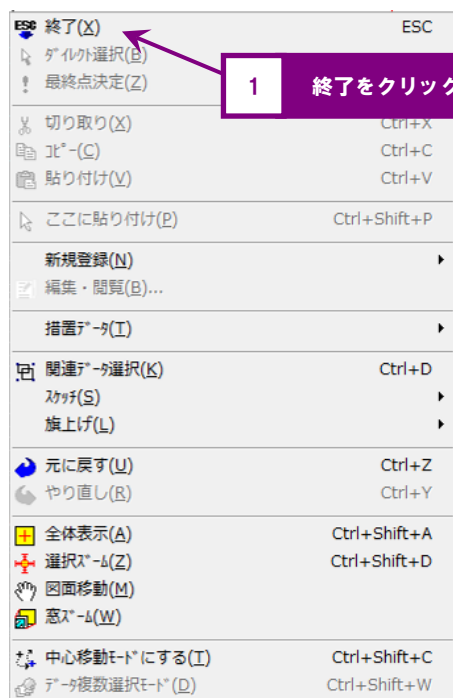 ESC 終了(X) ESC
ﾀﾞｲﾚｸﾄ選択(B)
最終点決定(Z)
1 終了をクリック
切り取り(X) Ctrl+X
ｺﾋﾟｰ(C) Ctrl+C
貼り付け(V) Ctrl+V
ここに貼り付け(P) Ctrl+Shift+P
新規登録(N)
編集・閲覧(B)...
措置ﾃﾞｰﾀ(T)
関連ﾃﾞｰﾀ選択(K) Ctrl+D
ｽｹｯﾁ(S)
旗上げ(L)
元に戻す(U) Ctrl+Z
やり直し(R) Ctrl+Y
全体表示(A) Ctrl+Shift+A
選択ｽﾞｰﾑ(Z) Ctrl+Shift+D
図面移動(M)
窓ｽﾞｰﾑ(W)
中心移動ﾓｰﾄﾞにする(T) Ctrl+Shift+C
ﾃﾞｰﾀ複数選択ﾓｰﾄﾞ(D) Ctrl+Shift+W